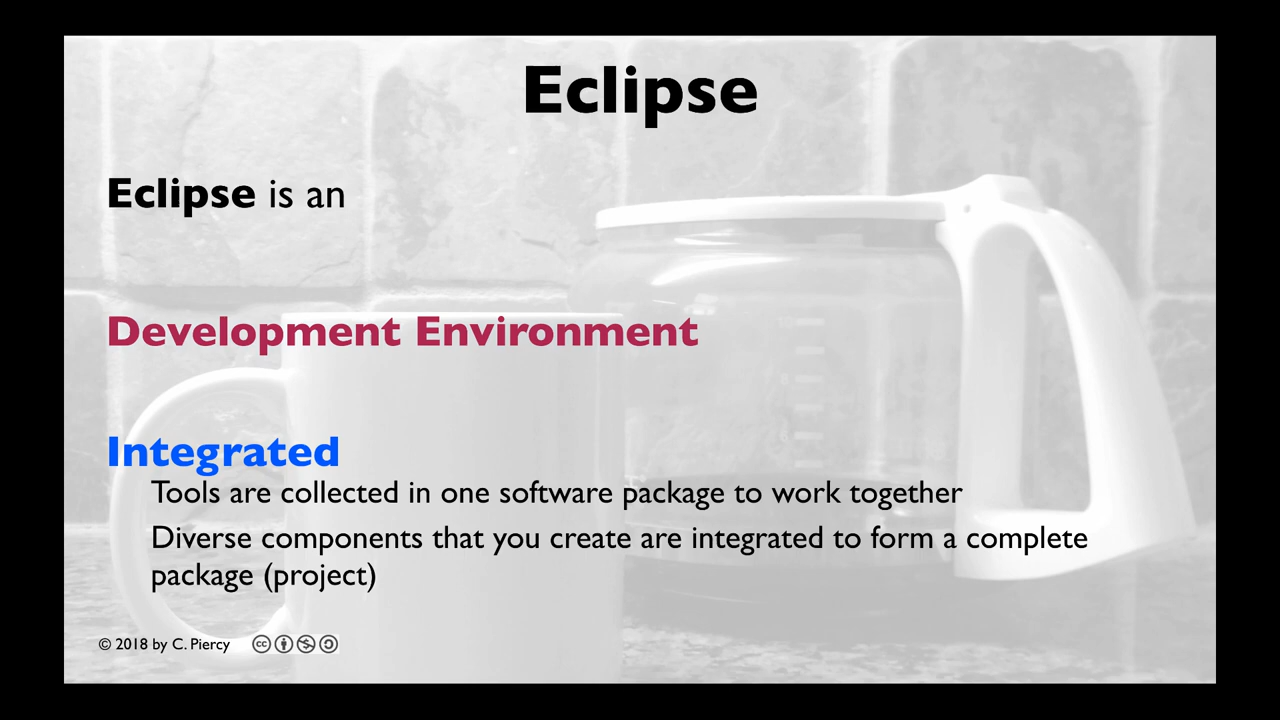 Eclipse
Eclipse is an
Development Environment
Integrated
Tools are collected in one software package to work together
Diverse components that you create are integrated to form a complete
package (project)
© 2018 by C. Piercy